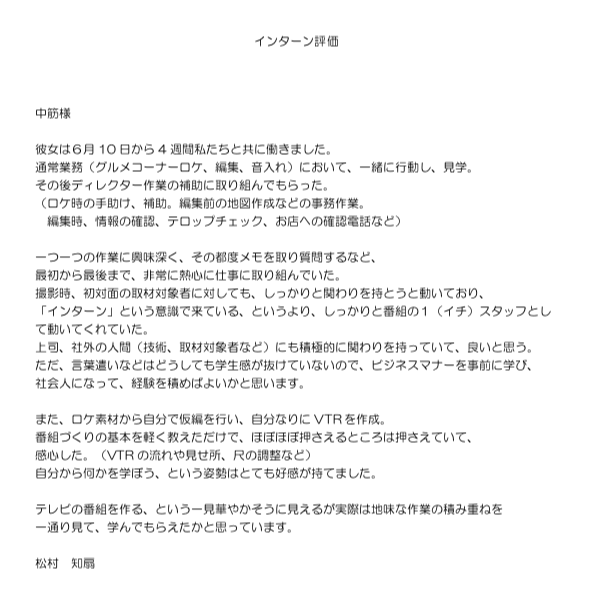 インターン評価
中筋様
彼女は６月 10 日から 4 週間私たちと共に働きました。
通常業務（グルメコーナーロケ、編集、音入れ）において、一緒に行動し、見学。
その後ディレクター作業の補助に取り組んでもらった。
（ロケ時の手助け、補助。編集前の地図作成などの事務作業。
編集時、情報の確認、テロップチェック、お店への確認電話など）
一つ一つの作業に興味深く、その都度メモを取り質問するなど、
最初から最後まで、非常に熱心に仕事に取り組んでいた。
撮影時、初対面の取材対象者に対しても、しっかりと関わりを持とうと動いており、
「インターン」という意識で来ている、というより、しっかりと番組の１（イチ）スタッフとし
て動いてくれていた。
上司、社外の人間（技術、取材対象者など）にも積極的に関わりを持っていて、良いと思う。
ただ、言葉遣いなどはどうしても学生感が抜けていないので、ビジネスマナーを事前に学び、
社会人になって、経験を積めばよいかと思います。
また、ロケ素材から自分で仮編を行い、自分なりに VTR を作成。
番組づくりの基本を軽く教えただけで、ほぼほぼ押さえるところは押さえていて、
感心した。（VTR の流れや見せ所、尺の調整など）
自分から何かを学ぼう、という姿勢はとても好感が持てました。
テレビの番組を作る、という一見華やかそうに見えるが実際は地味な作業の積み重ねを
一通り見て、学んでもらえたかと思っています。
松村　知扇